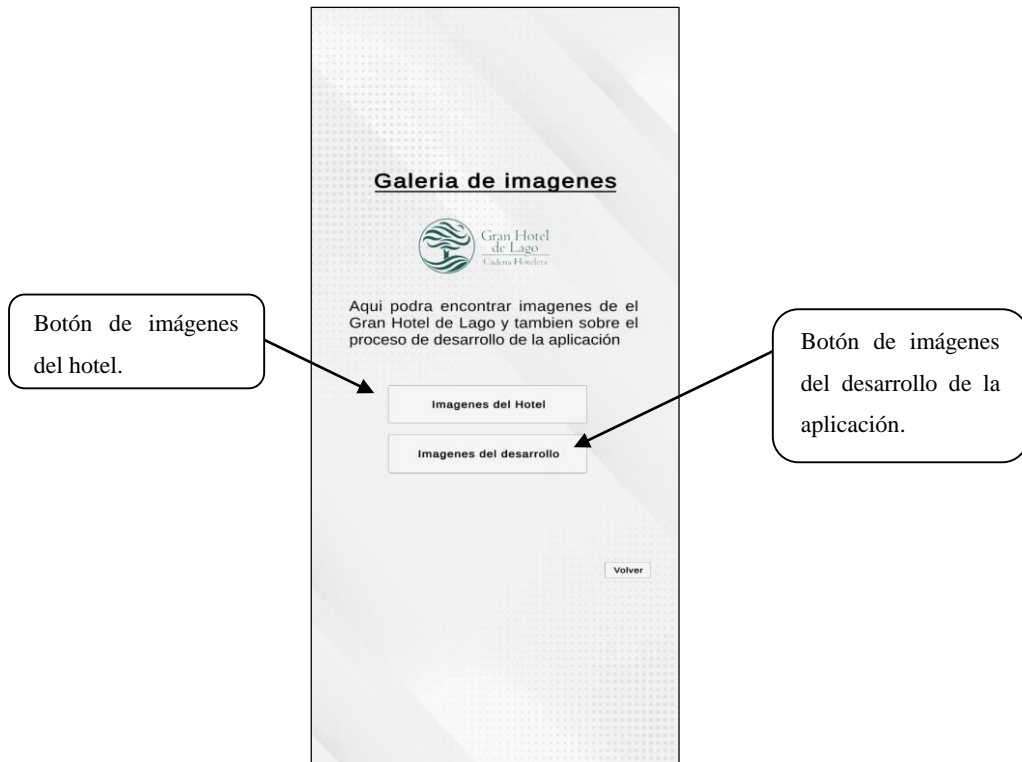 Galeria de imagenes
Gran Hotel
de Lago
Cadena Hotelera
Aqui podra encontrar imagenes de el
Gran Hotel de Lago y tambien sobre el
proceso de desarrollo de la aplicación
Botón de imágenes
del hotel.
Botón de imágenes
del desarrollo de la
aplicación.
Imagenes del Hotel
Imagenes del desarrollo
Volver